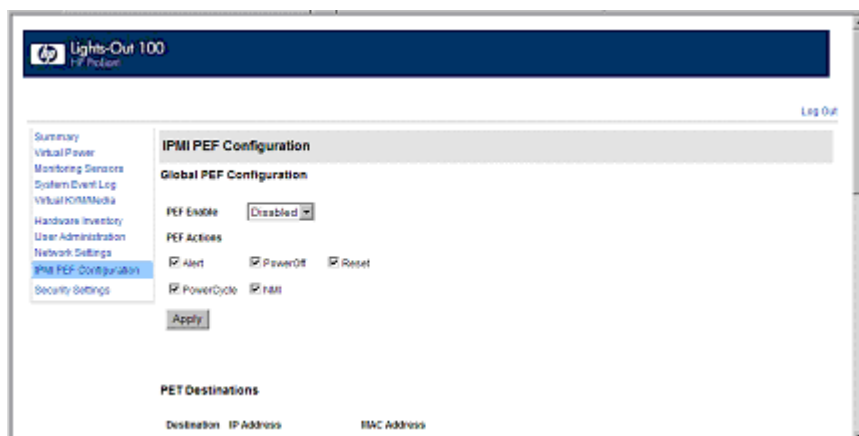 hp Lights-Out 100
HP ProLiant
Log Out
Summary
Virtual Power
Monitoring Sensors
System Event Log
Virtual KVM/Media
Hardware Inventory
User Administration
Network Settings
IPMI PEF Configuration
Security Settings
IPMI PEF Configuration
Global PEF Configuration
PEF Enable Disabled
PEF Actions
Alert PowerOff Reset
PowerCycle NMI
Apply
PET Destinations
Destination IP Address MAC Address